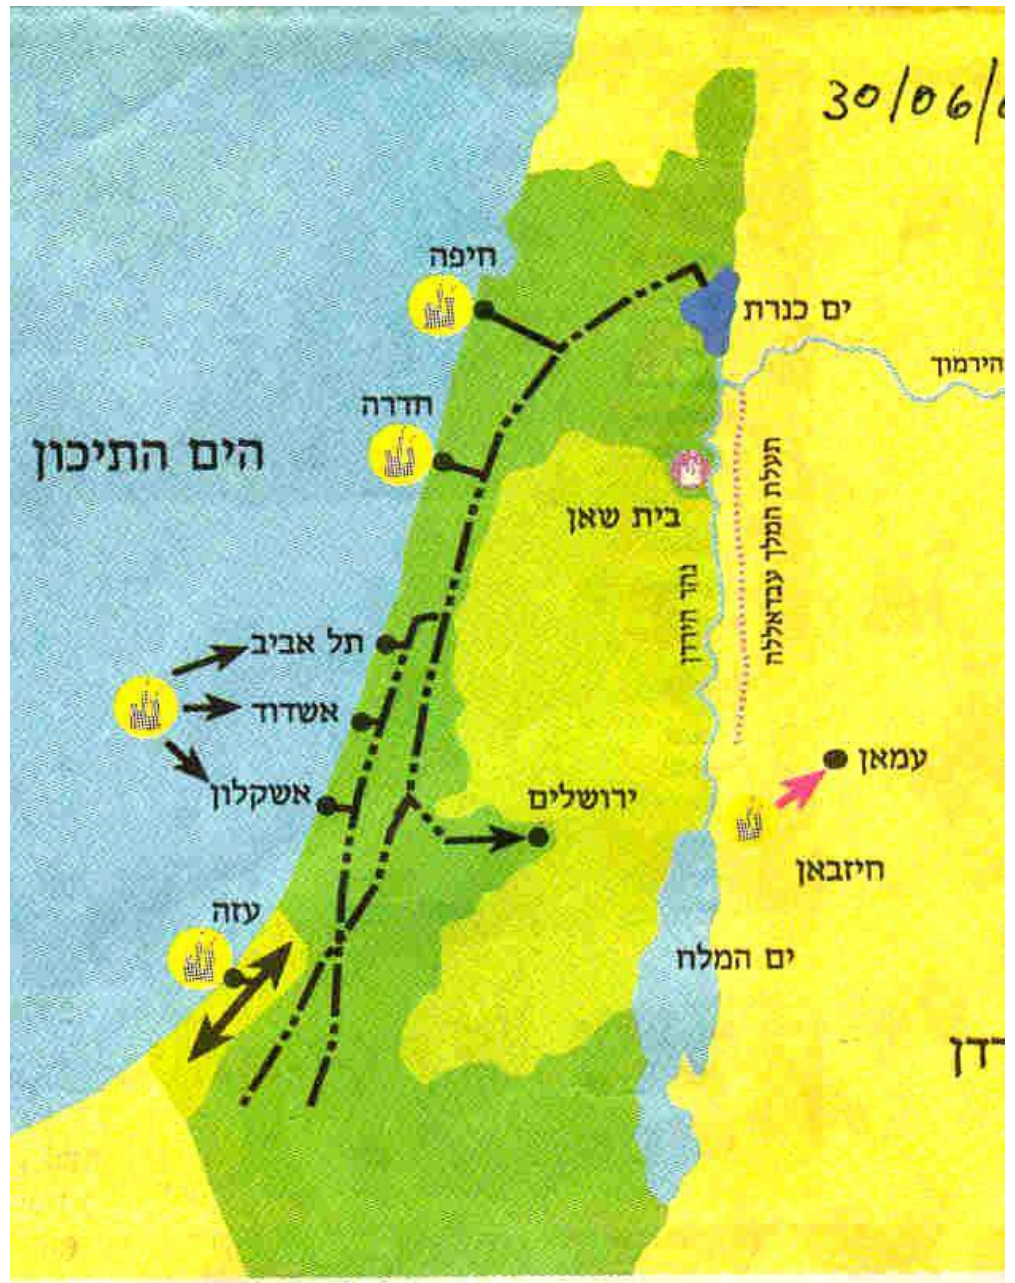 30/06/
חיפה
ים כנרת
הירמוך
חדרה
הים התיכון
תעלת המלך עבדאללה
בית שאן
נהר הירדן
תל אביב
אשדוד
עמאן
אשקלון
ירושלים
חיזבאן
עזה
ים המלח
רדן